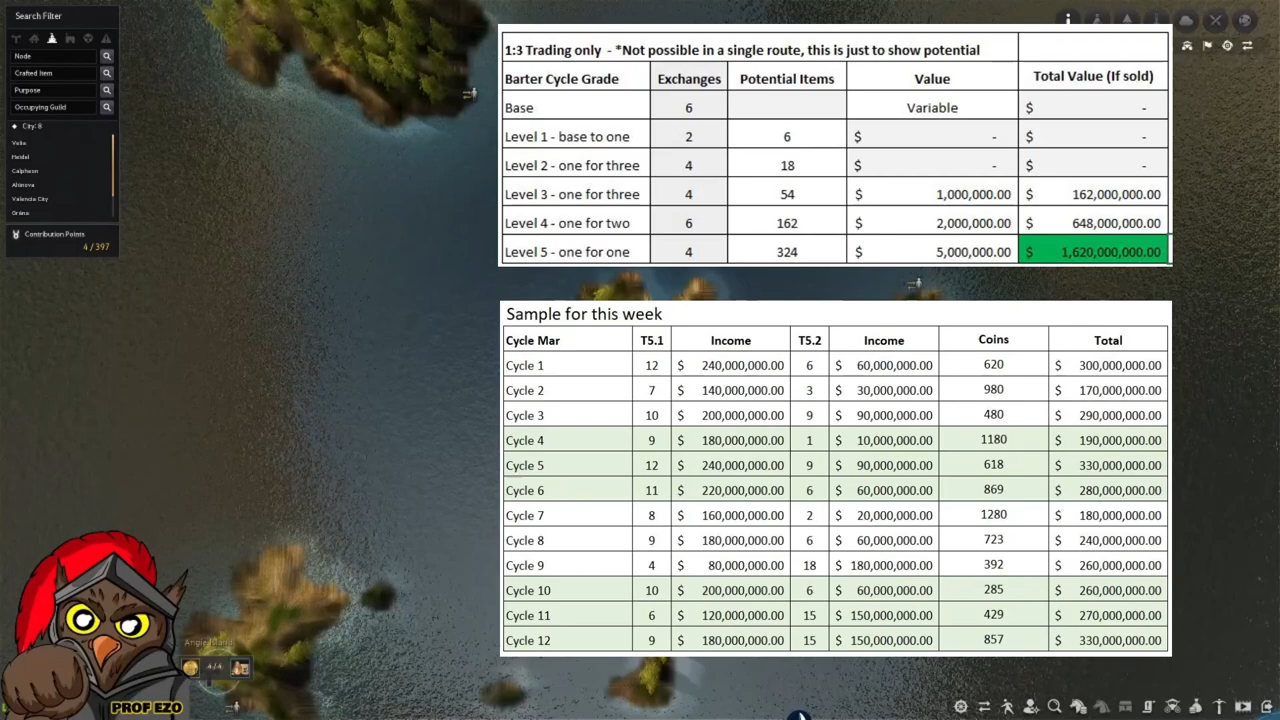 Search Filter
Node
Crafted Item
Purpose
Occupying Guild
City: 8
Velia
Heidel
Calpheon
Altinova
Valencia City
Grána
Contribution Points
4 / 397
1:3 Trading only - *Not possible in a single route, this is just to show potential
Barter Cycle Grade Exchanges Potential Items Value Total Value (If sold)
Base 6 Variable $ -
Level 1 - base to one 2 6 $ - $ -
Level 2 - one for three 4 18 $ - $ -
Level 3 - one for three 4 54 $ 1,000,000.00 $ 162,000,000.00
Level 4 - one for two 6 162 $ 2,000,000.00 $ 648,000,000.00
Level 5 - one for one 4 324 $ 5,000,000.00 $ 1,620,000,000.00
Sample for this week
Cycle Mar T5.1 Income T5.2 Income Coins Total
Cycle 1 12 $ 240,000,000.00 6 $ 60,000,000.00 620 $ 300,000,000.00
Cycle 2 7 $ 140,000,000.00 3 $ 30,000,000.00 980 $ 170,000,000.00
Cycle 3 10 $ 200,000,000.00 9 $ 90,000,000.00 480 $ 290,000,000.00
Cycle 4 9 $ 180,000,000.00 1 $ 10,000,000.00 1180 $ 190,000,000.00
Cycle 5 12 $ 240,000,000.00 9 $ 90,000,000.00 618 $ 330,000,000.00
Cycle 6 11 $ 220,000,000.00 6 $ 60,000,000.00 869 $ 280,000,000.00
Cycle 7 8 $ 160,000,000.00 2 $ 20,000,000.00 1280 $ 180,000,000.00
Cycle 8 9 $ 180,000,000.00 6 $ 60,000,000.00 723 $ 240,000,000.00
Cycle 9 4 $ 80,000,000.00 18 $ 180,000,000.00 392 $ 260,000,000.00
Cycle 10 10 $ 200,000,000.00 6 $ 60,000,000.00 285 $ 260,000,000.00
Cycle 11 6 $ 120,000,000.00 15 $ 150,000,000.00 429 $ 270,000,000.00
Cycle 12 9 $ 180,000,000.00 15 $ 150,000,000.00 857 $ 330,000,000.00
Angie Island
4/4
PROF EZO